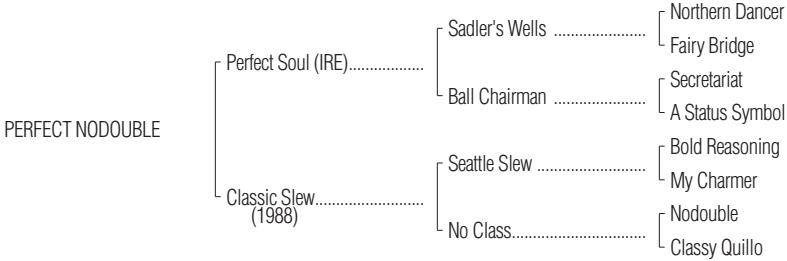 Northern Dancer
Sadler's Wells ......................
Fairy Bridge
Perfect Soul (IRE)..................
Secretariat
Ball Chairman ......................
A Status Symbol
PERFECT NODOUBLE
Bold Reasoning
Seattle Slew ..........................
My Charmer
Classic Slew..........................
(1988)
Nodouble
No Class................................
Classy Quillo